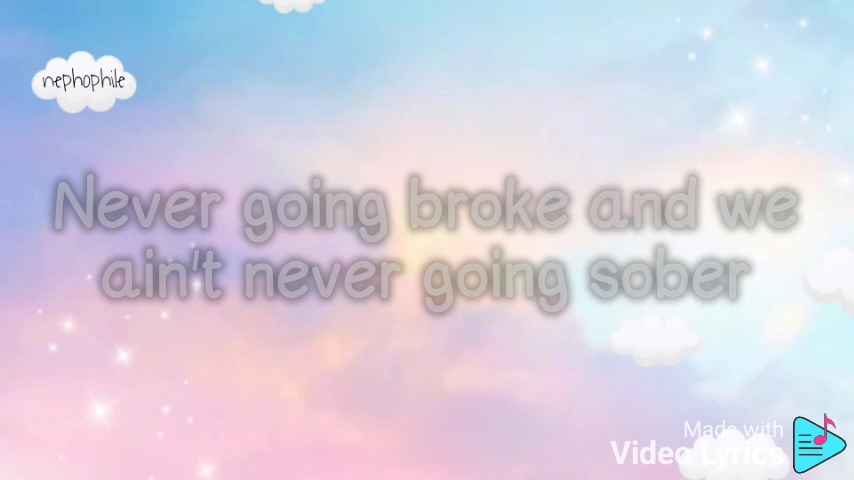 nephophile
Never going broke and we
ain't never going sober
Made with
Video Lyrics